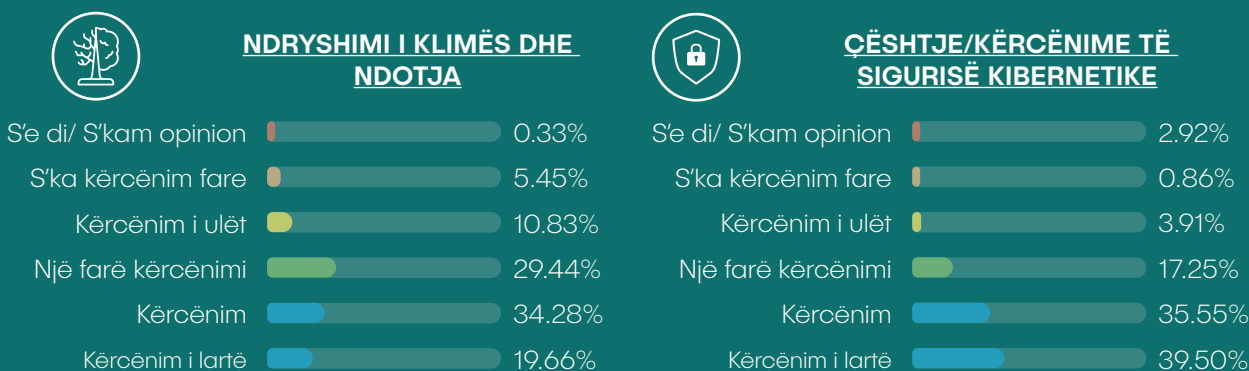 NDRYSHIMI I KLIMËS DHE
NDOTJA
S'e di/ S'kam opinion 0.33%
S'ka kërcënim fare 5.45%
Kërcënim i ulët 10.83%
Një farë kërcënimi 29.44%
Kërcënim 34.28%
Kërcënim i lartë 19.66%
ÇËSHTJE/KËRCËNIME TË
SIGURISË KIBERNETIKE
S'e di/ S'kam opinion 2.92%
S'ka kërcënim fare 0.86%
Kërcënim i ulët 3.91%
Një farë kërcënimi 17.25%
Kërcënim 35.55%
Kërcënim i lartë 39.50%